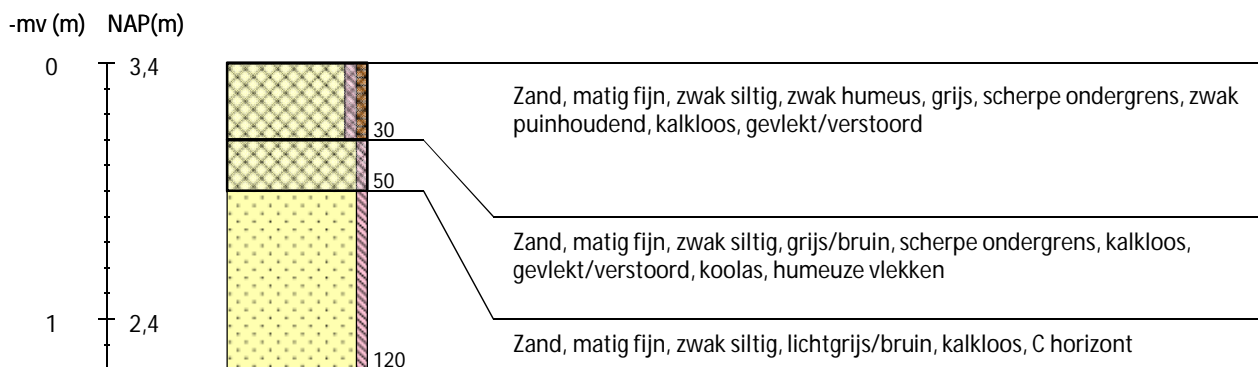 -mv (m) NAP(m)
0 3,4
Zand, matig fijn, zwak siltig, zwak humeus, grijs, scherpe ondergrens, zwak
puinhoudend, kalkloos, gevlekt/verstoord
30
50
Zand, matig fijn, zwak siltig, grijs/bruin, scherpe ondergrens, kalkloos,
gevlekt/verstoord, koolas, humeuze vlekken
1 2,4
Zand, matig fijn, zwak siltig, lichtgrijs/bruin, kalkloos, C horizont
120